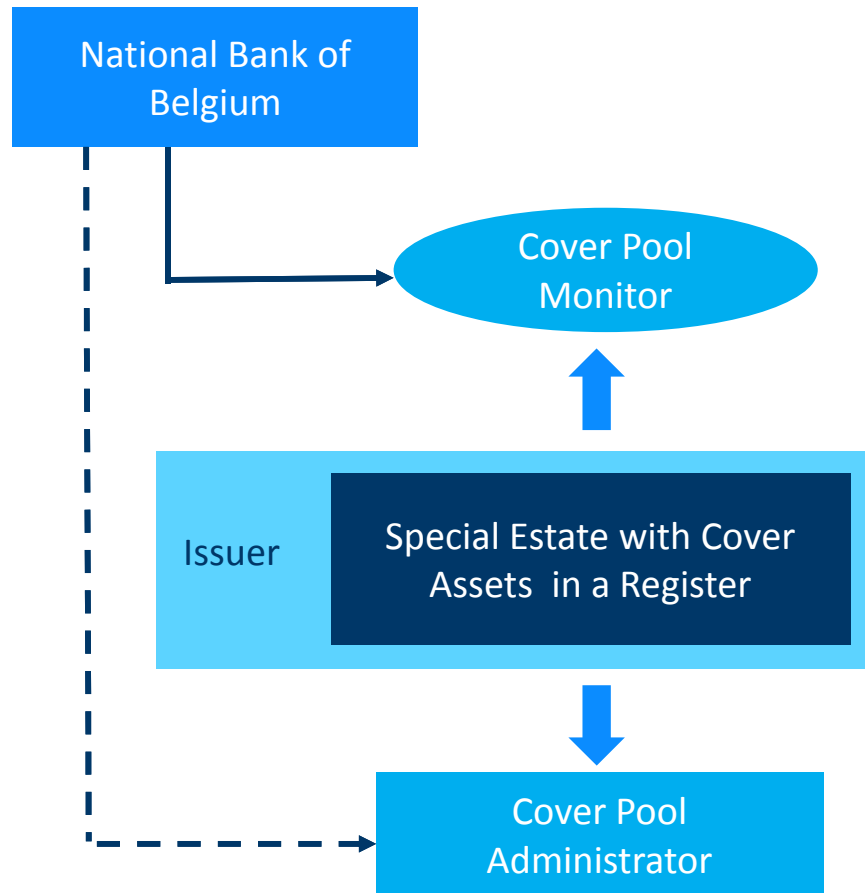 National Bank of
Belgium
Cover Pool
Monitor
Issuer
Special Estate with Cover
Assets  in a Register
Cover Pool
Administrator